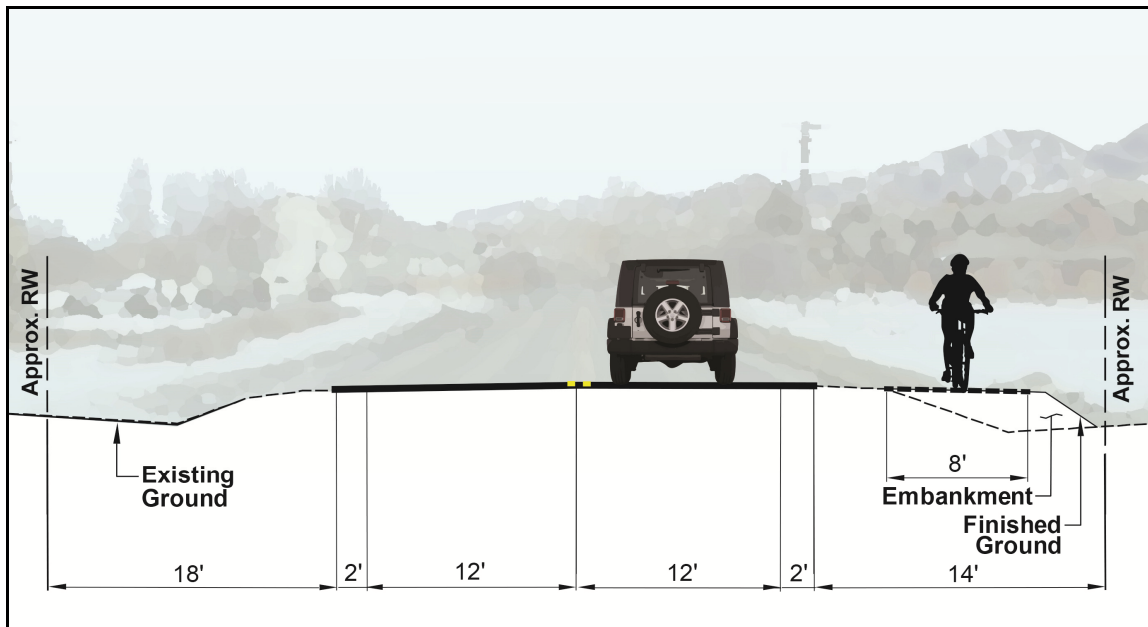 Approx. RW
Approx. RW
Existing
Ground
8'
Embankment
Finished
Ground
18'
2'
12'
12'
2'
14'